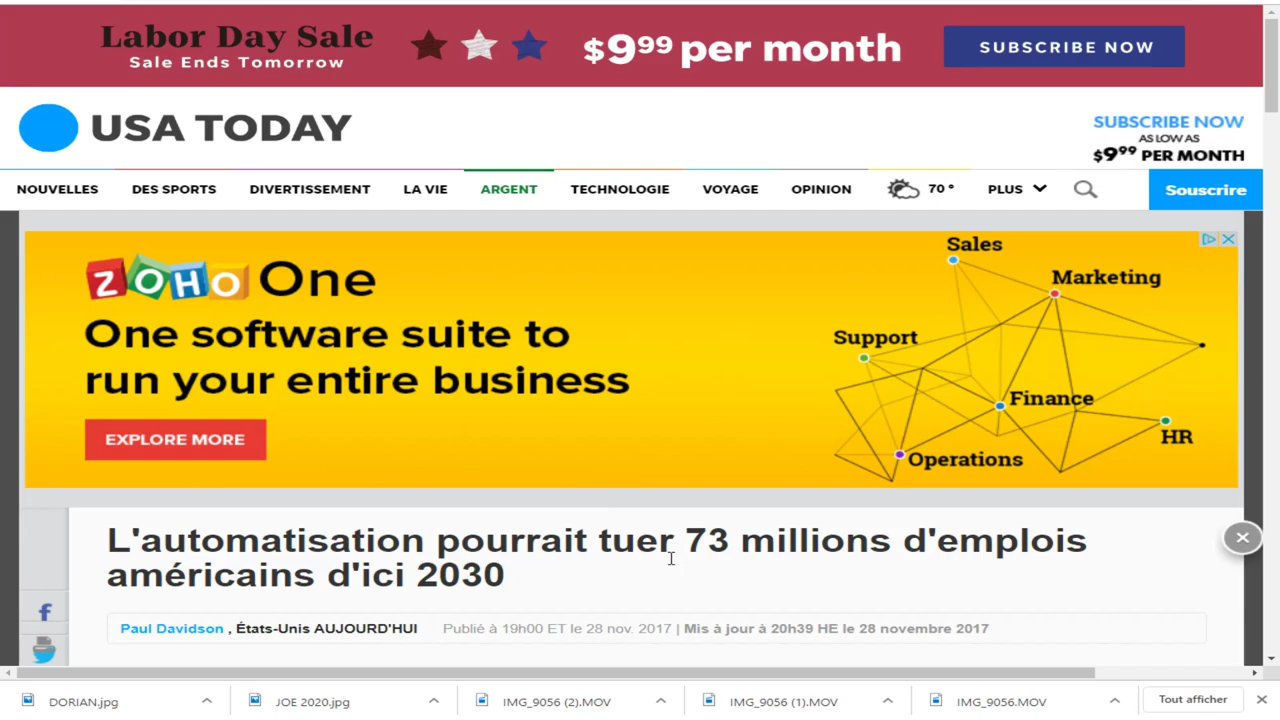 Labor Day Sale
Sale Ends Tomorrow
$9⁹⁹ per month
SUBSCRIBE NOW
USA TODAY
SUBSCRIBE NOW
AS LOW AS
$9⁹⁹ PER MONTH
NOUVELLES DES SPORTS DIVERTISSEMENT LA VIE ARGENT TECHNOLOGIE VOYAGE OPINION 70 ° PLUS Souscrire
ZOHO One
One software suite to
run your entire business
EXPLORE MORE
Sales
Marketing
Support
Finance
HR
Operations
L'automatisation pourrait tuer 73 millions d'emplois
américains d'ici 2030
Paul Davidson , États-Unis AUJOURD'HUI Publié à 19h00 ET le 28 nov. 2017 | Mis à jour à 20h39 HE le 28 novembre 2017
DORIAN.jpg JOE 2020.jpg IMG_9056 (2).MOV IMG_9056 (1).MOV IMG_9056.MOV Tout afficher